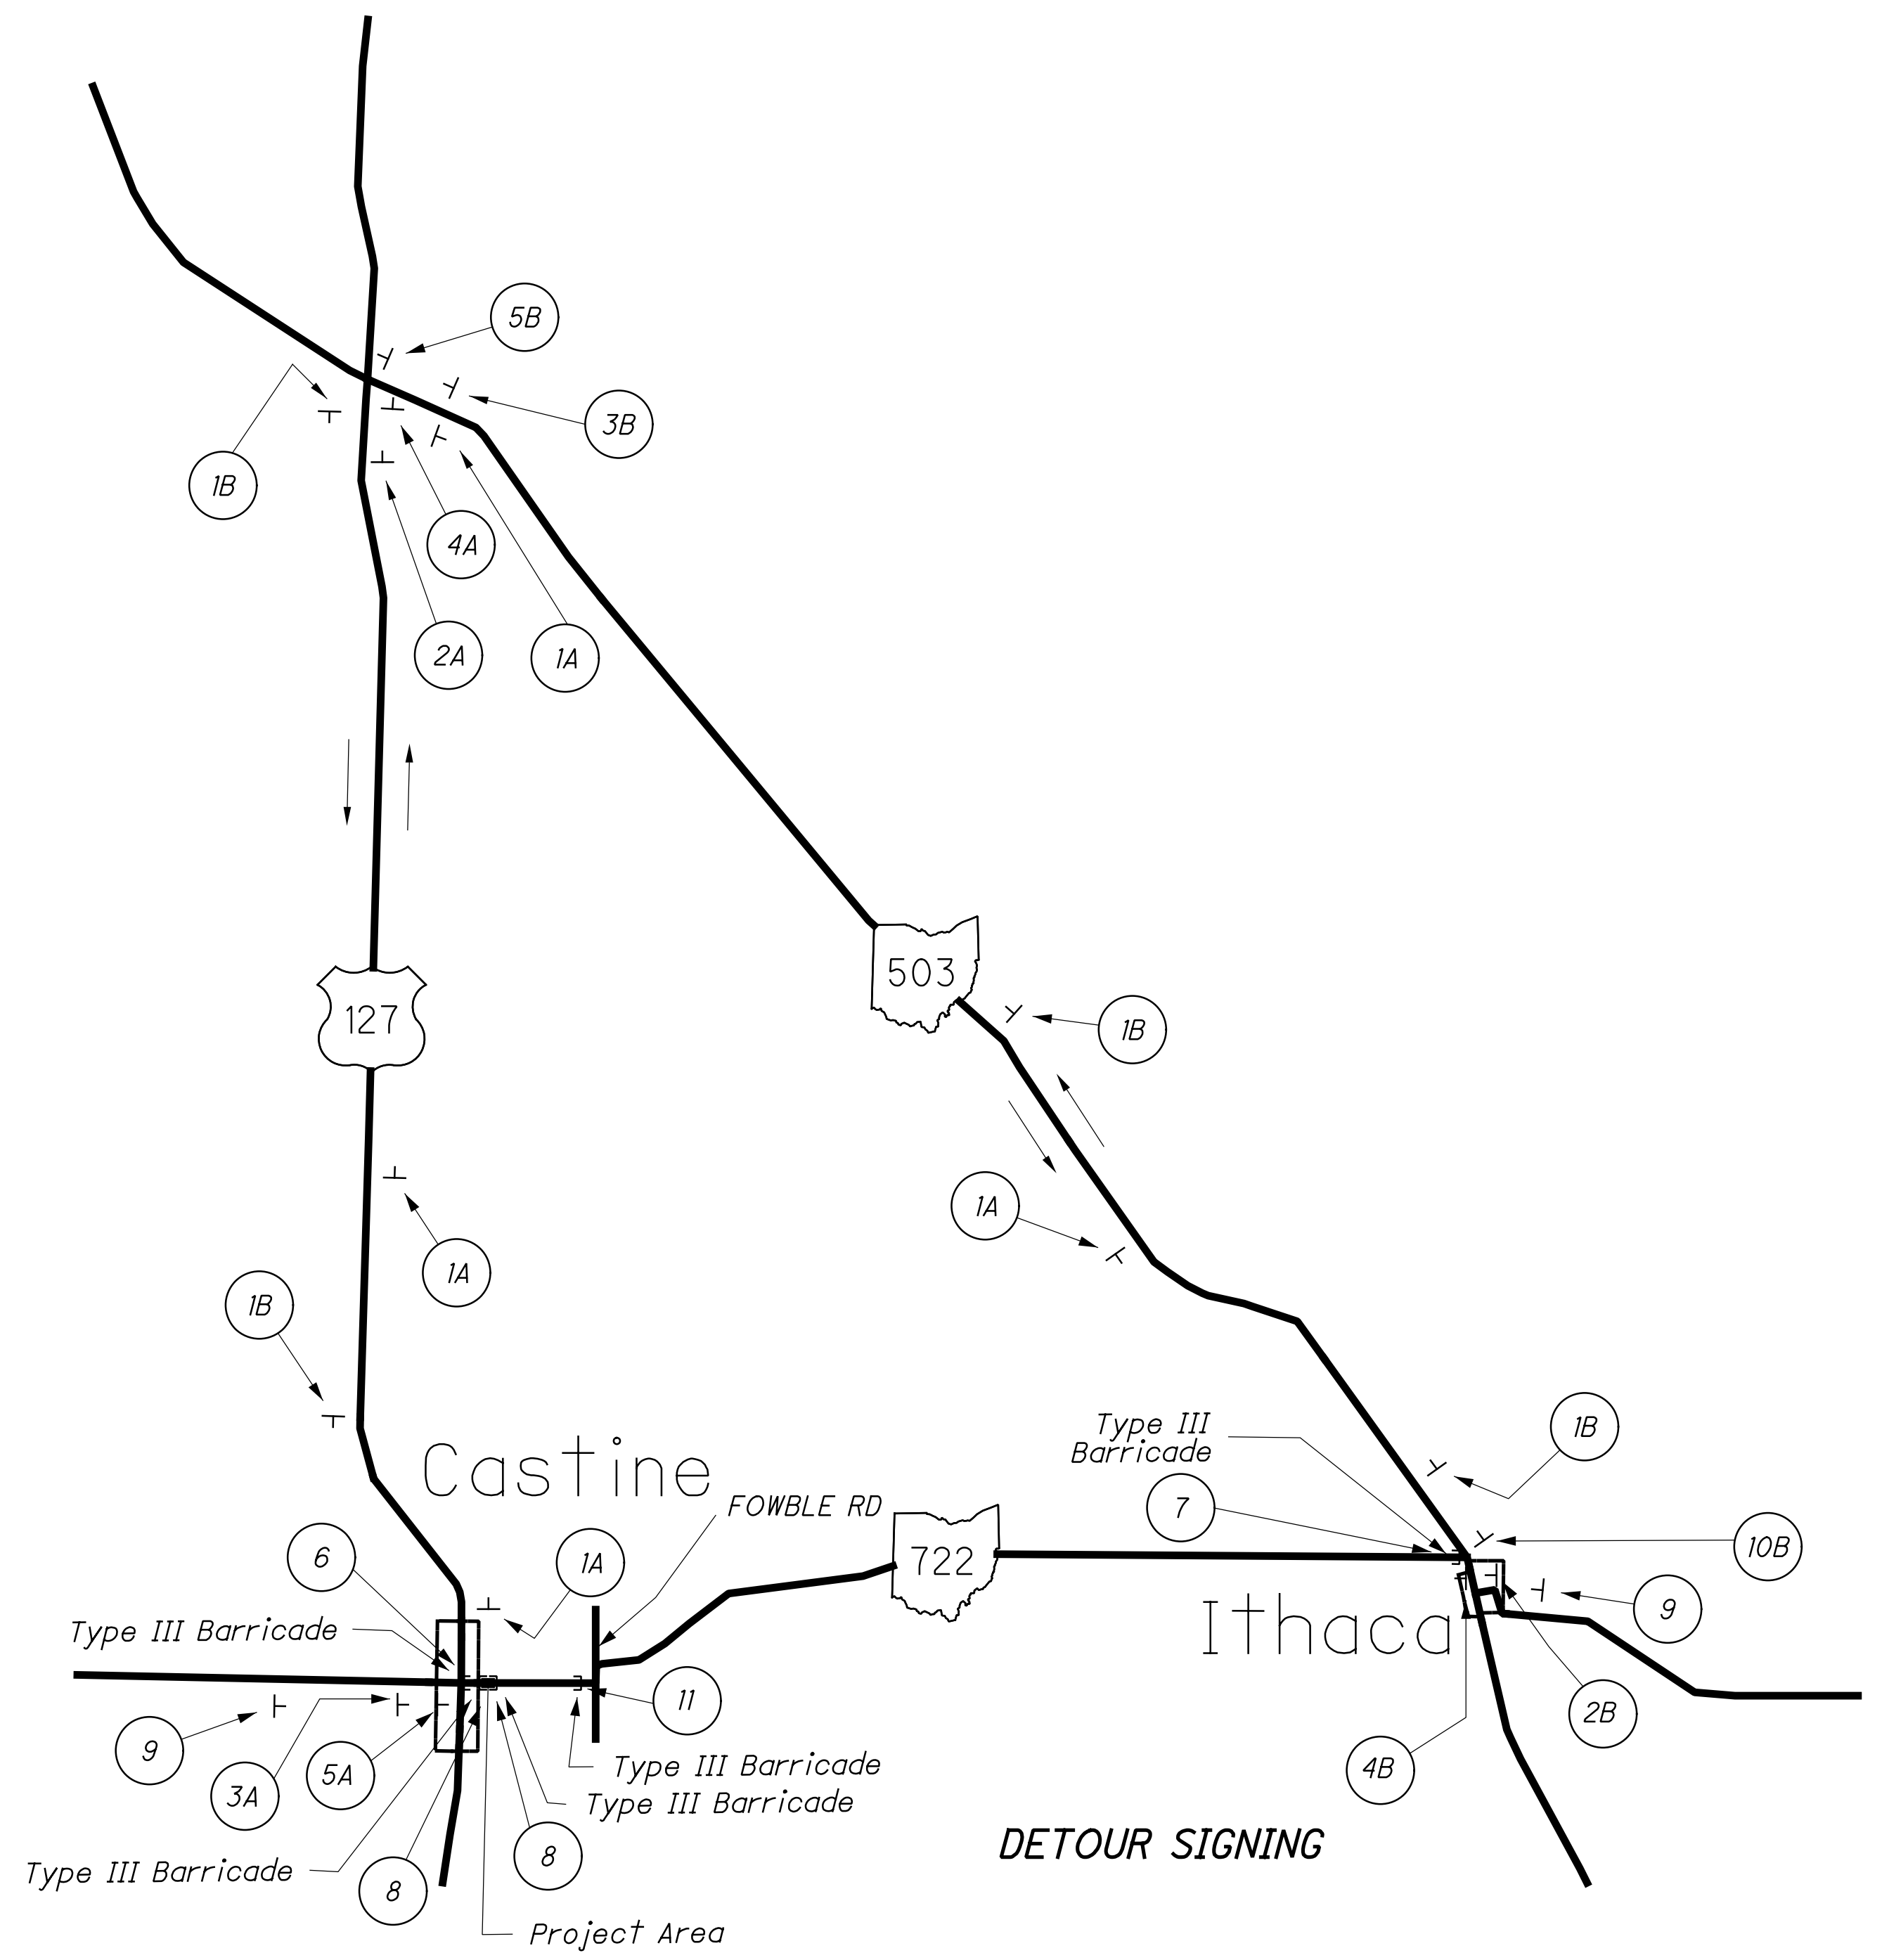 5B
3B
1B
4A
2A
1A
503
127
1B
1A
1A
1B
Castine
Type III
Barricade
1B
7
FOWBLE RD
6
1A
722
10B
Ithaca
9
Type III Barricade
11
2B
9
3A
5A
4B
Type III Barricade
Type III Barricade
DETOUR SIGNING
8
Type III Barricade
8
Project Area